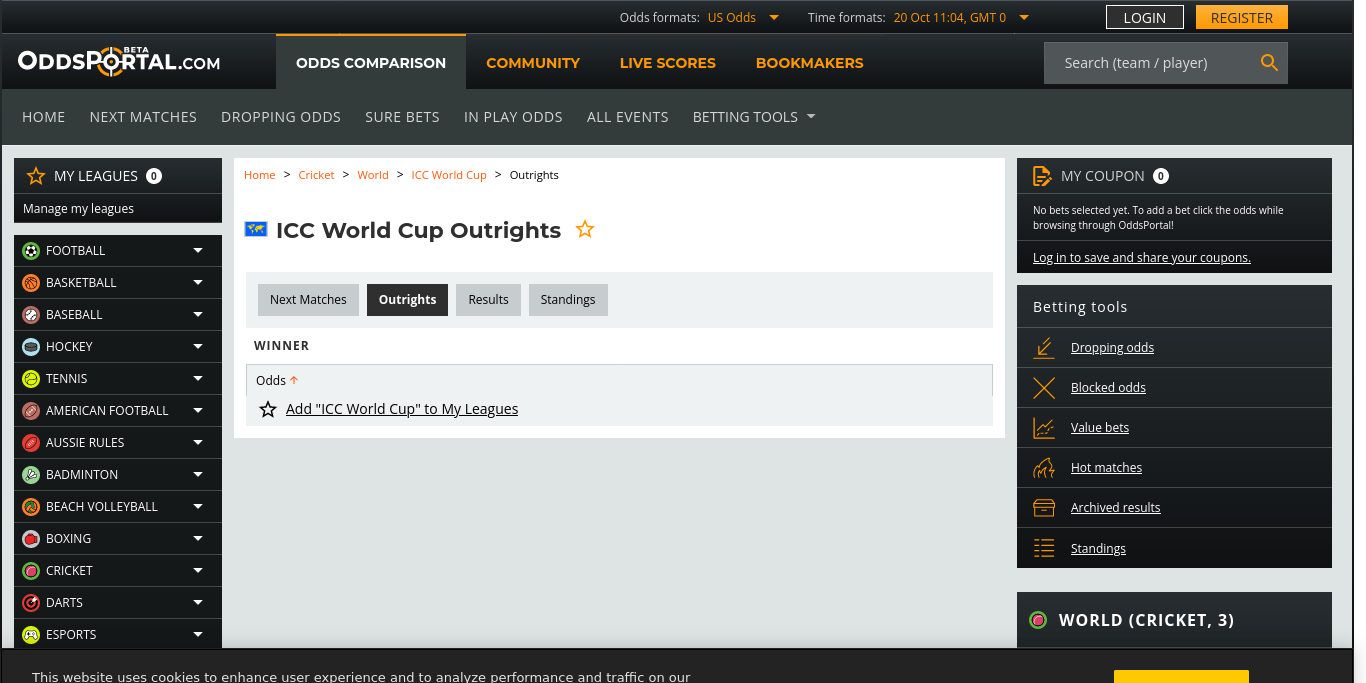 Odds formats: US Odds
Time formats: 20 Oct 11:04, GMT 0
LOGIN
REGISTER
ODDSPORTAL.COM
BETA
ODDS COMPARISON
COMMUNITY
LIVE SCORES
BOOKMAKERS
Search (team / player)
HOME
NEXT MATCHES
DROPPING ODDS
SURE BETS
IN PLAY ODDS
ALL EVENTS
BETTING TOOLS
MY LEAGUES 0
Manage my leagues
FOOTBALL
BASKETBALL
BASEBALL
HOCKEY
TENNIS
AMERICAN FOOTBALL
AUSSIE RULES
BADMINTON
BEACH VOLLEYBALL
BOXING
CRICKET
DARTS
ESPORTS
Home > Cricket > World > ICC World Cup > Outrights
ICC World Cup Outrights
Next Matches
Outrights
Results
Standings
WINNER
Odds
Add "ICC World Cup" to My Leagues
MY COUPON 0
No bets selected yet. To add a bet click the odds while
browsing through OddsPortal!
Log in to save and share your coupons.
Betting tools
Dropping odds
Blocked odds
Value bets
Hot matches
Archived results
Standings
WORLD (CRICKET, 3)
This website uses cookies to enhance user experience and to analyze performance and traffic on our